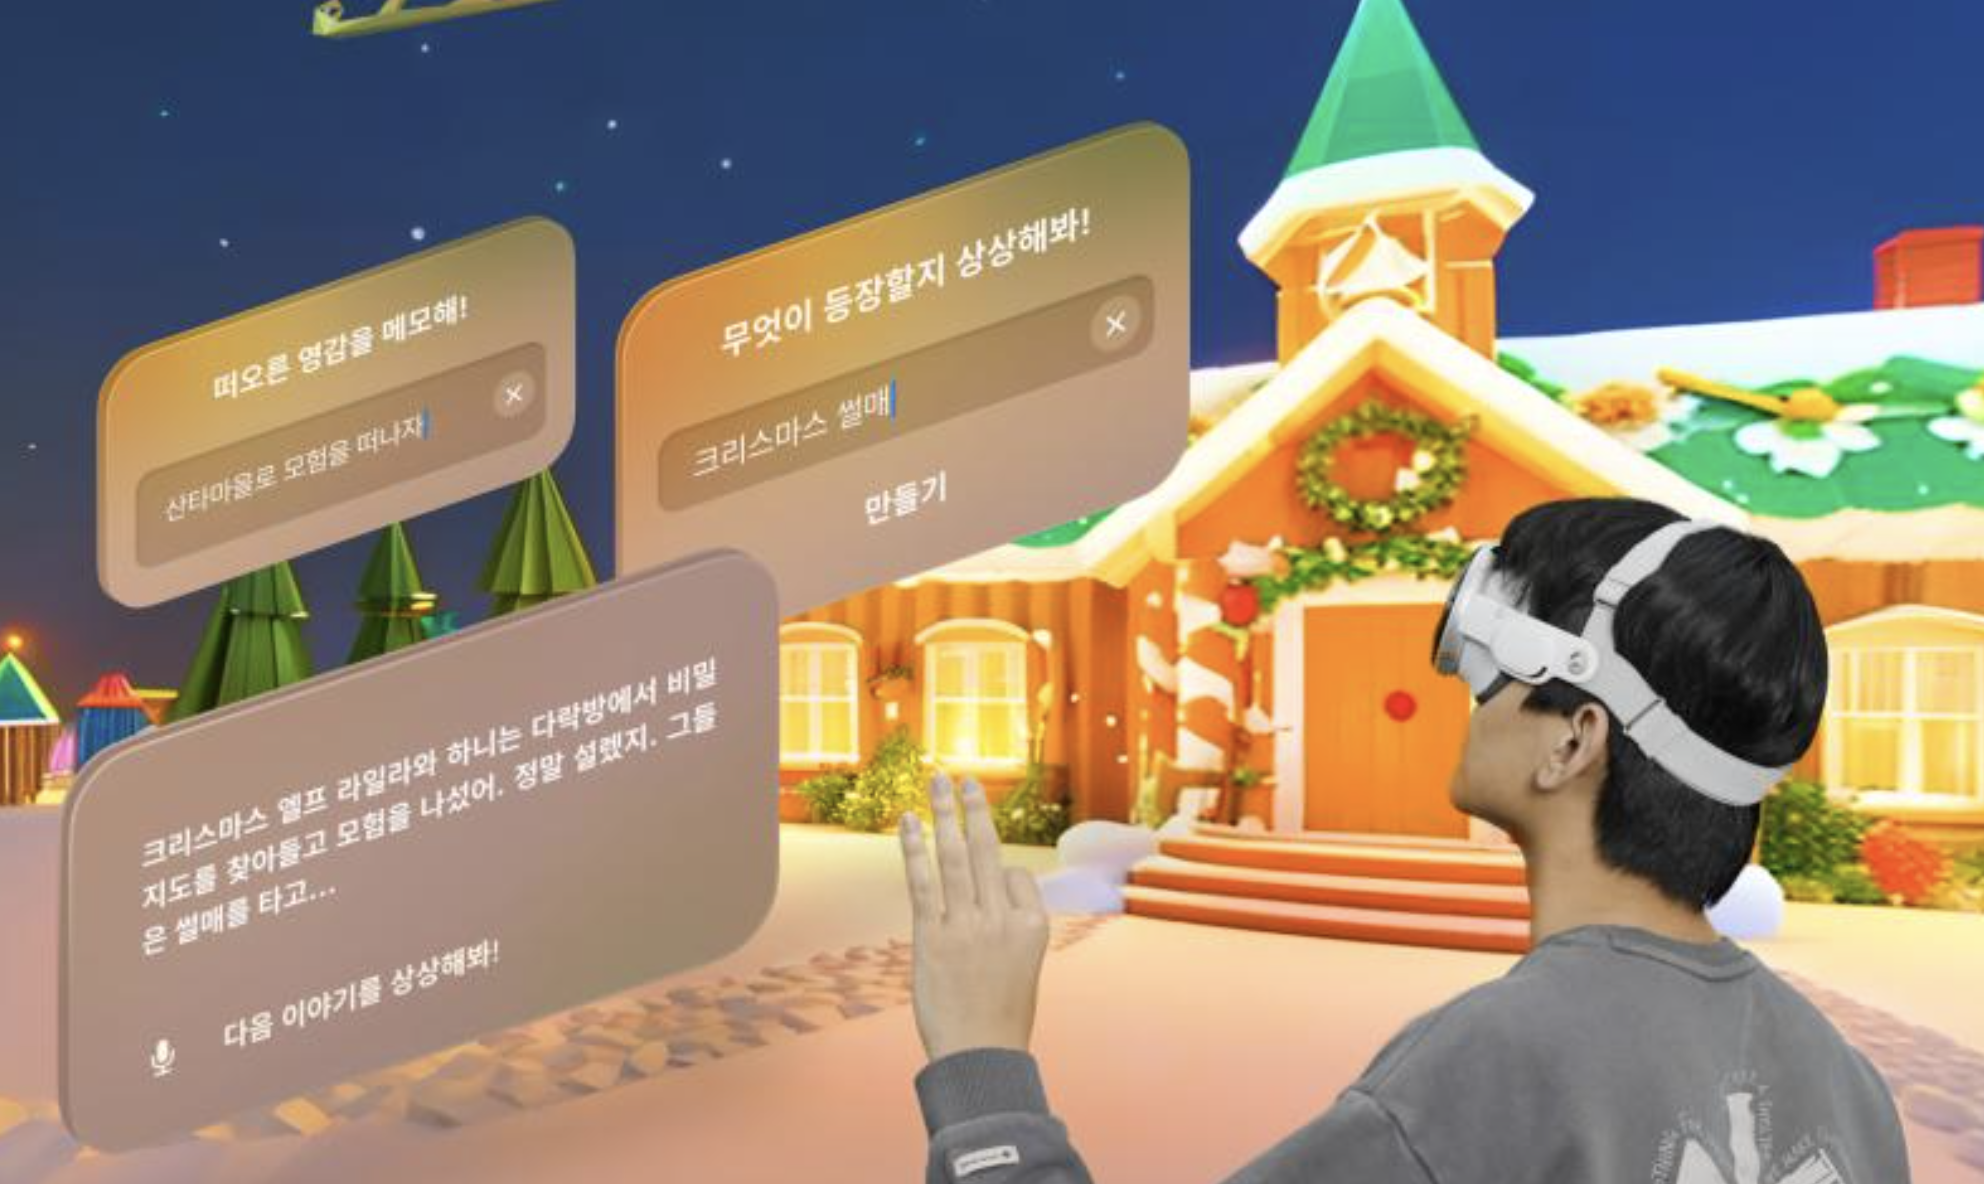 떠오른 영감을 메모해!
산타마을로 모험을 떠나자
무엇이 등장할지 상상해봐!
크리스마스 썰매
만들기
크리스마스 엘프 라일라와 하니는 다락방에서 비밀
지도를 찾아들고 모험을 나섰어. 정말 설렜지. 그들
은 썰매를 타고...
다음 이야기를 상상해봐!